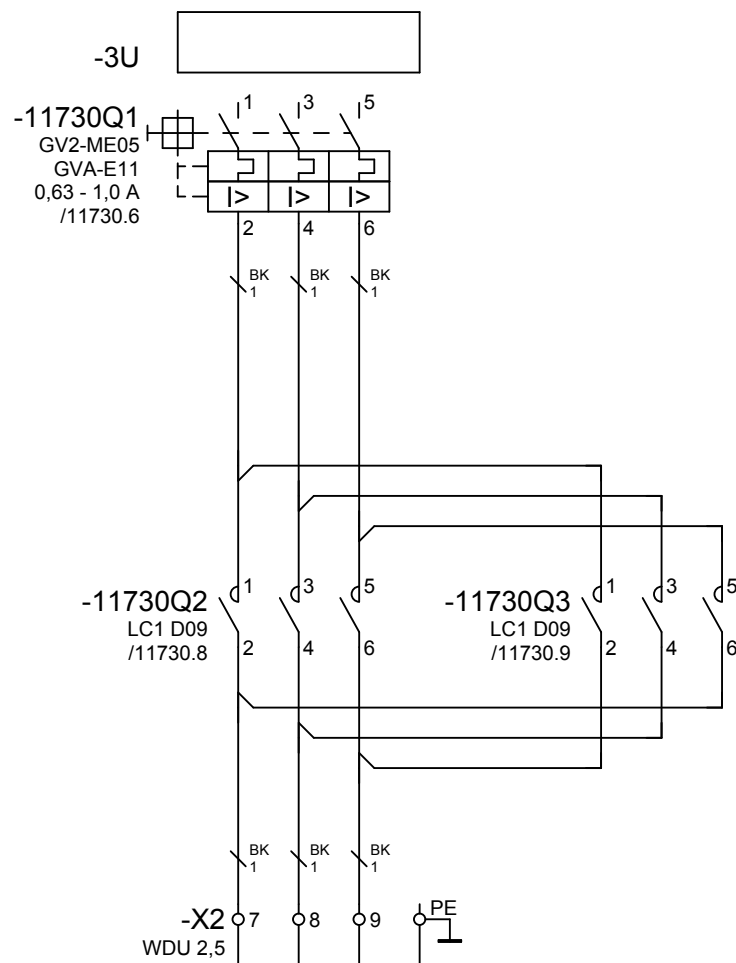 -3U
1 3 5
-11730Q1
GV2-ME05
GVA-E11
0,63 - 1,0 A
/11730.6
I> I> I>
2 4 6
BK BK BK
1 1 1
1 3 5 1 3 5
-11730Q2 -11730Q3
LC1 D09 LC1 D09
/11730.8 /11730.9
2 4 6 2 4 6
BK BK BK
1 1 1
-X2 7 8 9 PE
WDU 2,5